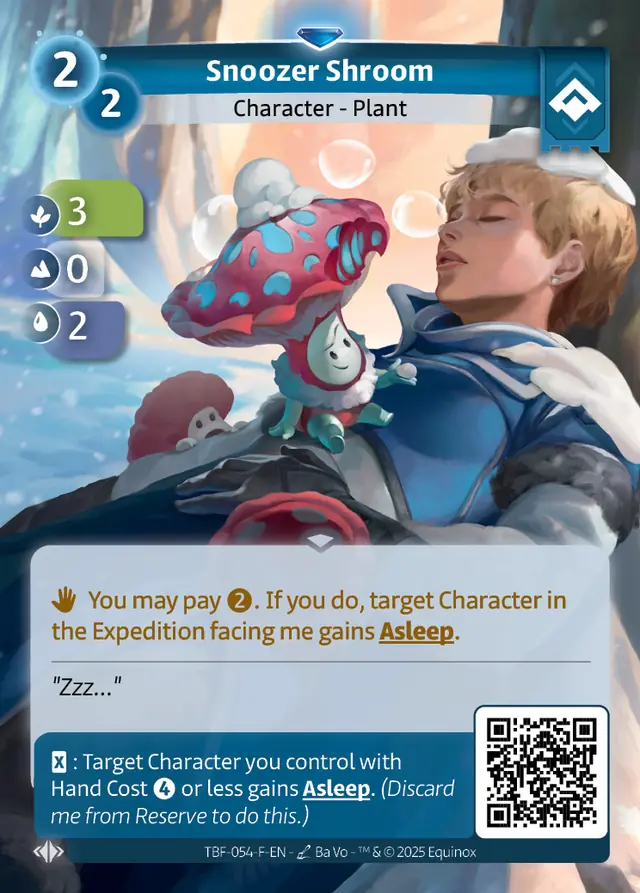 2
Snoozer Shroom
2
Character - Plant
3
0
2
You may pay 2. If you do, target Character in
the Expedition facing me gains Asleep.
"Zzz..."
X : Target Character you control with
Hand Cost 4 or less gains Asleep. (Discard
me from Reserve to do this.)
TBF-054-F-EN - Ba Vo - ™ & © 2025 Equinox